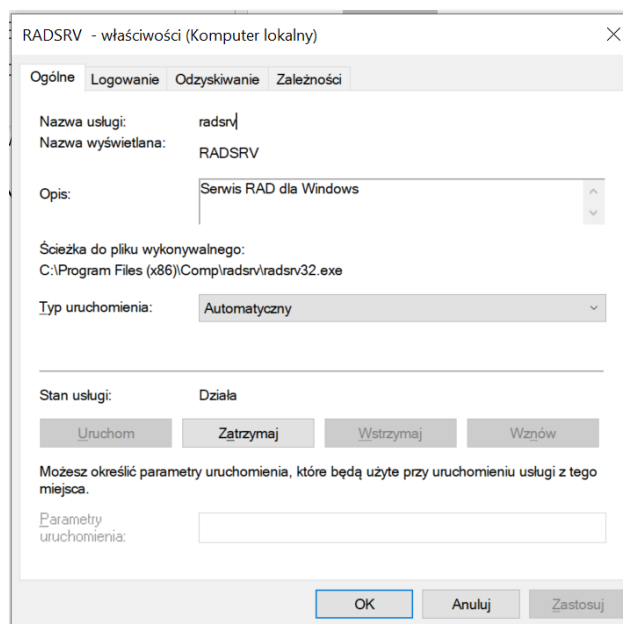 RADSRV - właściwości (Komputer lokalny)
Ogólne Logowanie Odzyskiwanie Zależności
Nazwa usługi: radsrv
Nazwa wyświetlana: RADSRV
Opis: Serwis RAD dla Windows
Ścieżka do pliku wykonywalnego:
C:\Program Files (x86)\Comp\radsrv\radsrv32.exe
Typ uruchomienia: Automatyczny
Stan usługi: Działa
Uruchom Zatrzymaj Wstrzymaj Wznów
Możesz określić parametry uruchomienia, które będą użyte przy uruchomieniu usługi z tego
miejsca.
Parametry
uruchomienia:
OK Anuluj Zastosuj